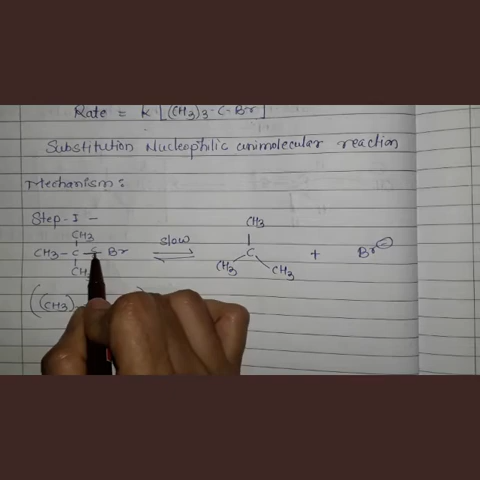 Rate = K [(CH3)3-C-Br]
Substitution Nucleophilic unimolecular reaction
Mechanism:
Step-I -
CH3 CH3
CH3-C- Br slow C + Br⊖
CH3 CH3 CH3
((CH3)